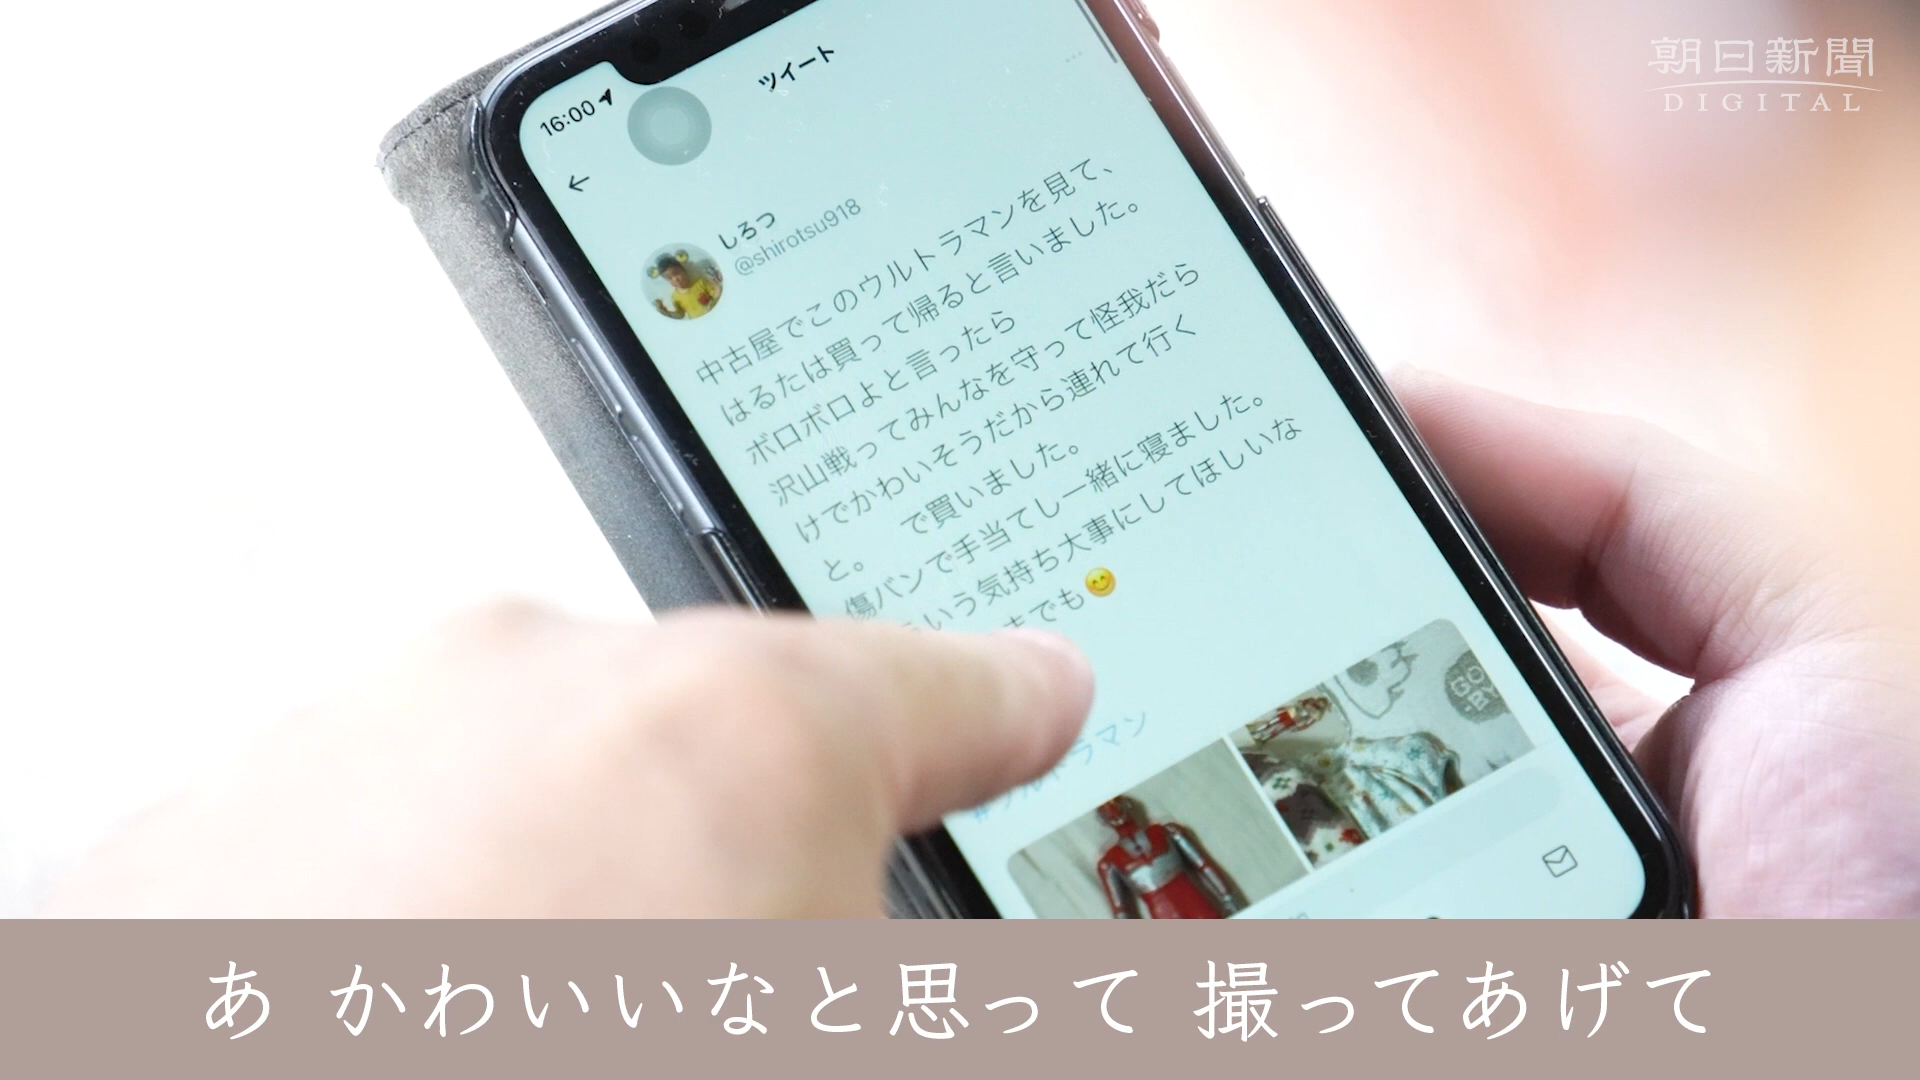 朝日新聞
DIGITAL
16:00
ツイート
しろつ
@shirotsu918
中古屋でこのウルトラマンを見て、
はるたは買って帰ると言いました。
ボロボロよと言ったら
沢山戦ってみんなを守って怪我だら
けでかわいそうだから連れて行く
と。 で買いました。
傷バンで手当てし一緒に寝ました。
いう気持ち大事にしてほしいな
までも😊
ラマン
GO
あ かわいいなと思って 撮ってあげて